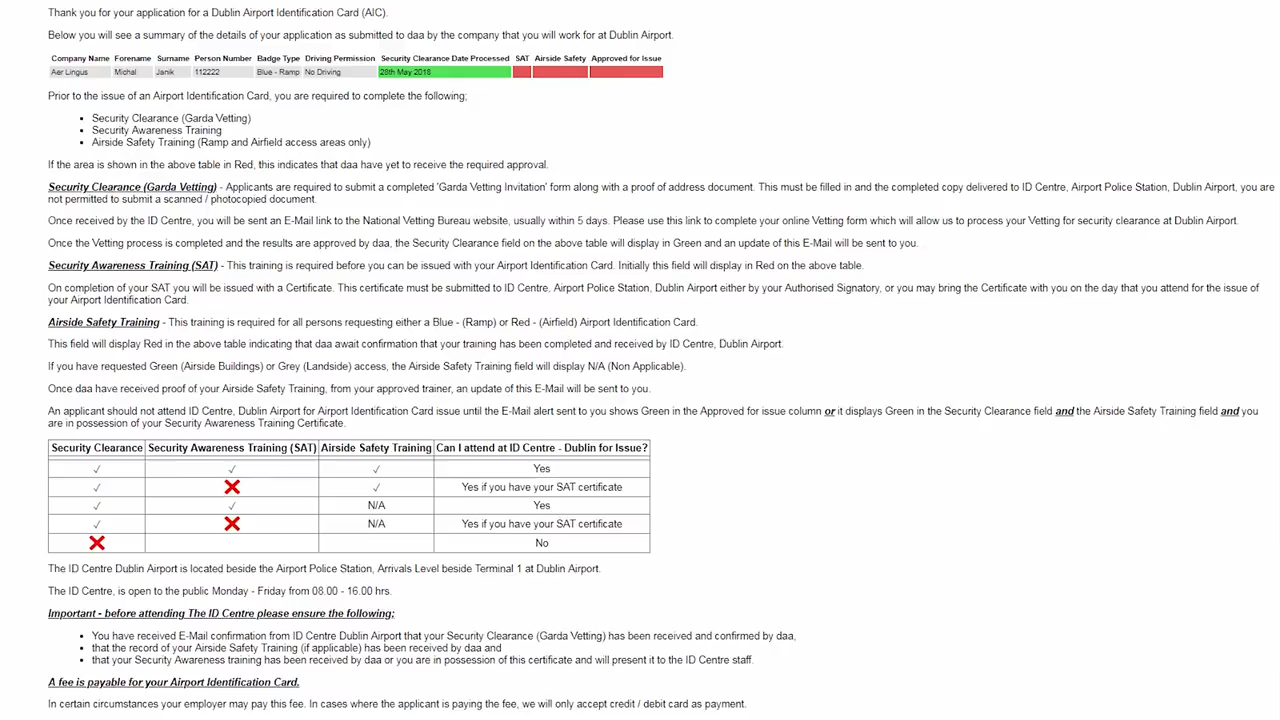 Thank you for your application for a Dublin Airport Identification Card (AIC).
Below you will see a summary of the details of your application as submitted to daa by the company that you will work for at Dublin Airport.
Company Name Forename Surname Person Number Badge Type Driving Permission Security Clearance Date Processed SAT Airside Safety Approved for Issue
Aer Lingus Michal Janik 112222 Blue - Ramp No Driving 28th May 2018
Prior to the issue of an Airport Identification Card, you are required to complete the following;
• Security Clearance (Garda Vetting)
• Security Awareness Training
• Airside Safety Training (Ramp and Airfield access areas only)
If the area is shown in the above table in Red, this indicates that daa have yet to receive the required approval.
Security Clearance (Garda Vetting) - Applicants are required to submit a completed 'Garda Vetting Invitation' form along with a proof of address document. This must be filled in and the completed copy delivered to ID Centre, Airport Police Station, Dublin Airport, you are
not permitted to submit a scanned / photocopied document.
Once received by the ID Centre, you will be sent an E-Mail link to the National Vetting Bureau website, usually within 5 days. Please use this link to complete your online Vetting form which will allow us to process your Vetting for security clearance at Dublin Airport.
Once the Vetting process is completed and the results are approved by daa, the Security Clearance field on the above table will display in Green and an update of this E-Mail will be sent to you.
Security Awareness Training (SAT) - This training is required before you can be issued with your Airport Identification Card. Initially this field will display in Red on the above table.
On completion of your SAT you will be issued with a Certificate. This certificate must be submitted to ID Centre, Airport Police Station, Dublin Airport either by your Authorised Signatory, or you may bring the Certificate with you on the day that you attend for the issue of
your Airport Identification Card.
Airside Safety Training - This training is required for all persons requesting either a Blue - (Ramp) or Red - (Airfield) Airport Identification Card.
This field will display Red in the above table indicating that daa await confirmation that your training has been completed and received by ID Centre, Dublin Airport.
If you have requested Green (Airside Buildings) or Grey (Landside) access, the Airside Safety Training field will display N/A (Non Applicable).
Once daa have received proof of your Airside Safety Training, from your approved trainer, an update of this E-Mail will be sent to you.
An applicant should not attend ID Centre, Dublin Airport for Airport Identification Card issue until the E-Mail alert sent to you shows Green in the Approved for issue column or it displays Green in the Security Clearance field and the Airside Safety Training field and you
are in possession of your Security Awareness Training Certificate.
Security Clearance Security Awareness Training (SAT) Airside Safety Training Can I attend at ID Centre - Dublin for Issue?
✓ ✓ ✓ Yes
✓ ❌ ✓ Yes if you have your SAT certificate
✓ ✓ N/A Yes
✓ ❌ N/A Yes if you have your SAT certificate
❌ No
The ID Centre Dublin Airport is located beside the Airport Police Station, Arrivals Level beside Terminal 1 at Dublin Airport.
The ID Centre, is open to the public Monday - Friday from 08.00 - 16.00 hrs.
Important - before attending The ID Centre please ensure the following;
• You have received E-Mail confirmation from ID Centre Dublin Airport that your Security Clearance (Garda Vetting) has been received and confirmed by daa,
• that the record of your Airside Safety Training (if applicable) has been received by daa and
• that your Security Awareness training has been received by daa or you are in possession of this certificate and will present it to the ID Centre staff.
A fee is payable for your Airport Identification Card.
In certain circumstances your employer may pay this fee. In cases where the applicant is paying the fee, we will only accept credit / debit card as payment.